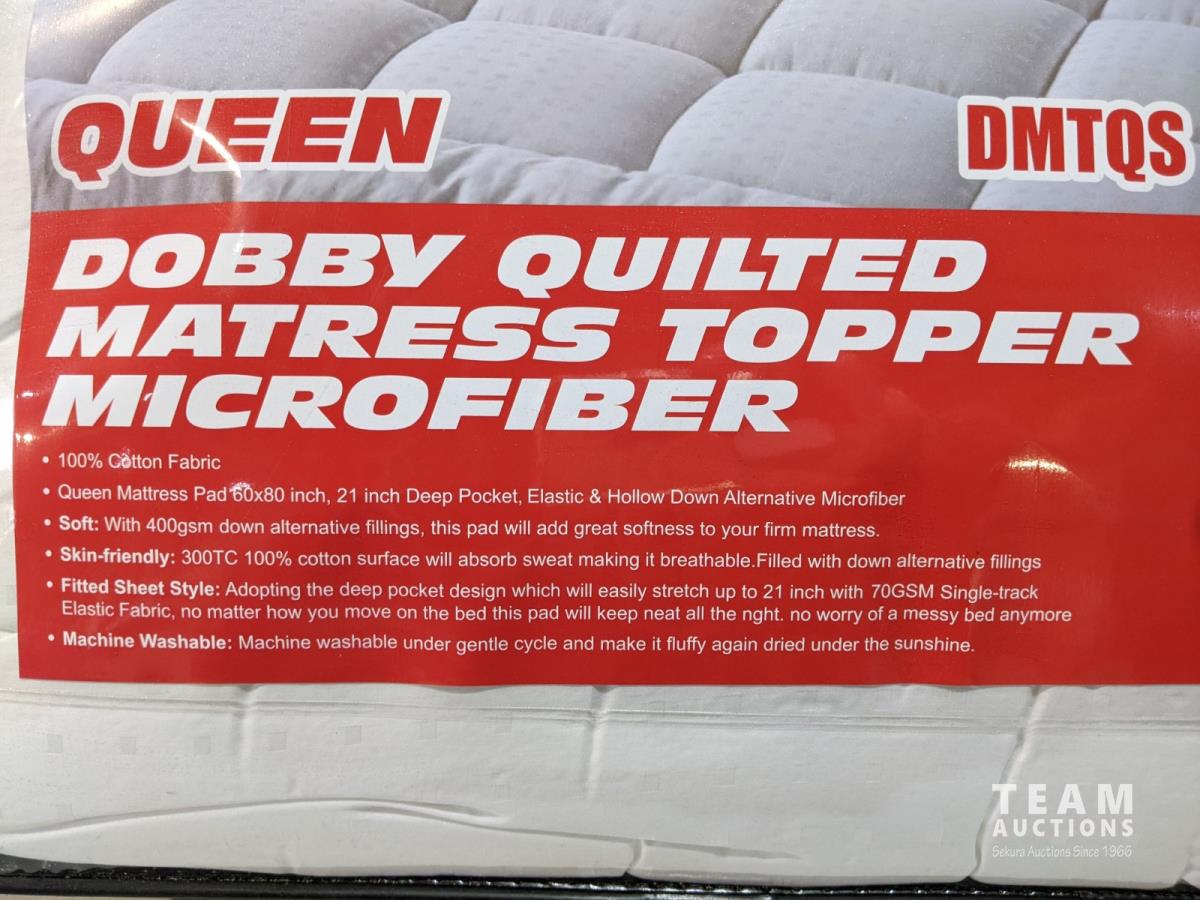 QUEEN
DMTQS
DOBBY QUILTED
MATRESS TOPPER
MICROFIBER
• 100% Cotton Fabric
• Queen Mattress Pad 60x80 inch, 21 inch Deep Pocket, Elastic & Hollow Down Alternative Microfiber
• Soft: With 400gsm down alternative fillings, this pad will add great softness to your firm mattress.
• Skin-friendly: 300TC 100% cotton surface will absorb sweat making it breathable.Filled with down alternative fillings
• Fitted Sheet Style: Adopting the deep pocket design which will easily stretch up to 21 inch with 70GSM Single-track
Elastic Fabric, no matter how you move on the bed this pad will keep neat all the nght. no worry of a messy bed anymore
• Machine Washable: Machine washable under gentle cycle and make it fluffy again dried under the sunshine.
TEAM
AUCTIONS
Sekura Auctions Since 1966